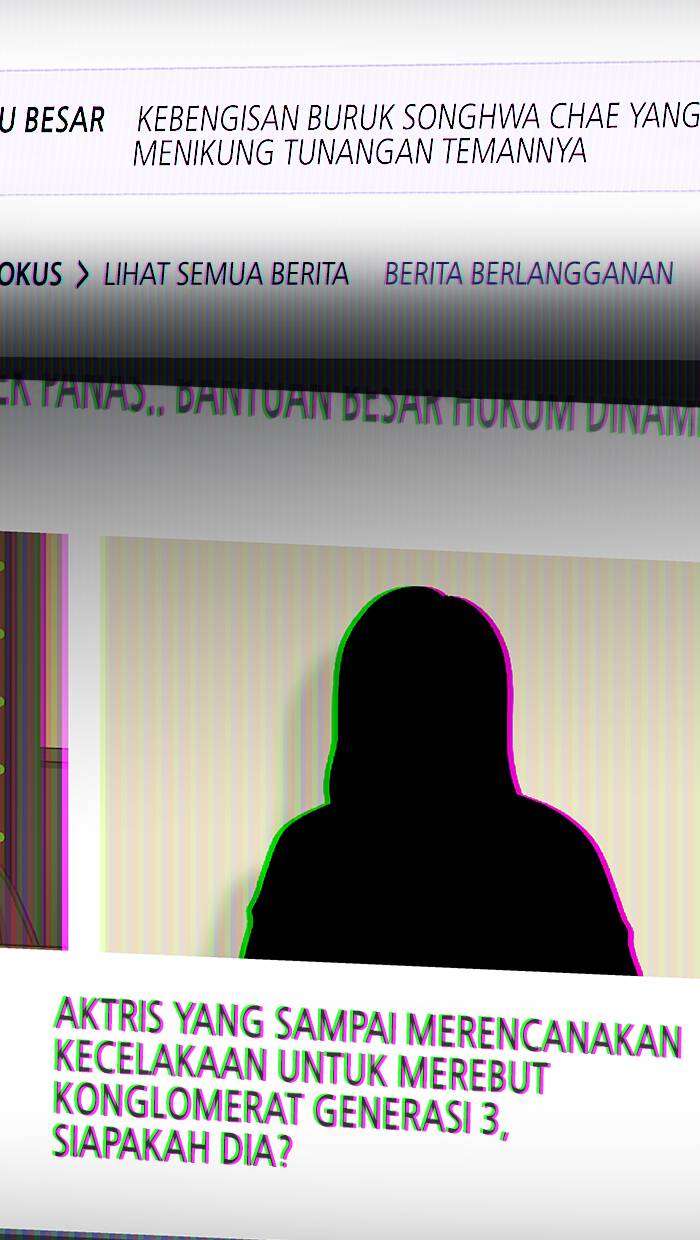 U BESAR KEBENGISAN BURUK SONGHWA CHAE YANG
MENIKUNG TUNANGAN TEMANNYA
OKUS > LIHAT SEMUA BERITA BERITA BERLANGGANAN
EK PANAS,, BANTUAN BESAR HUKUM DINAM
AKTRIS YANG SAMPAI MERENCANAKAN
KECELAKAAN UNTUK MEREBUT
KONGLOMERAT GENERASI 3,
SIAPAKAH DIA?